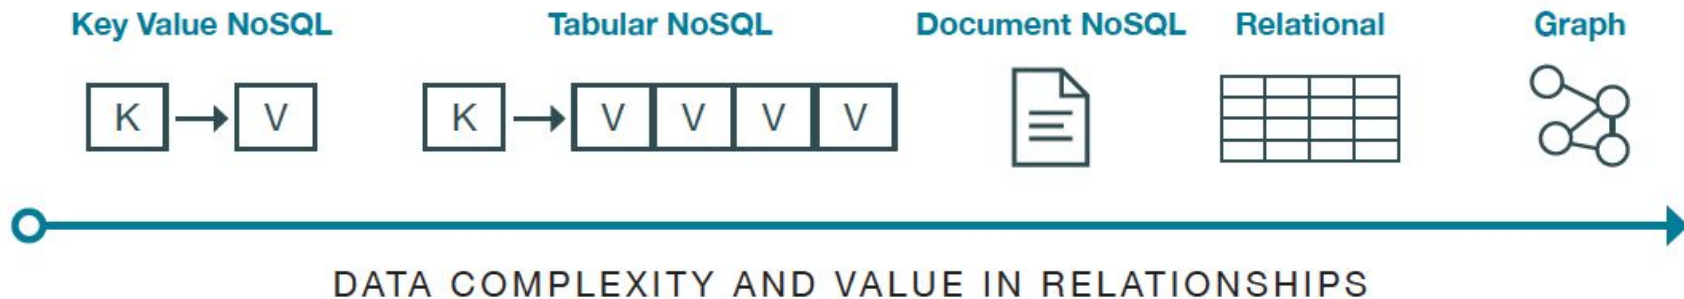 Key Value NoSQL Tabular NoSQL Document NoSQL Relational Graph
K V K V V V V
DATA COMPLEXITY AND VALUE IN RELATIONSHIPS